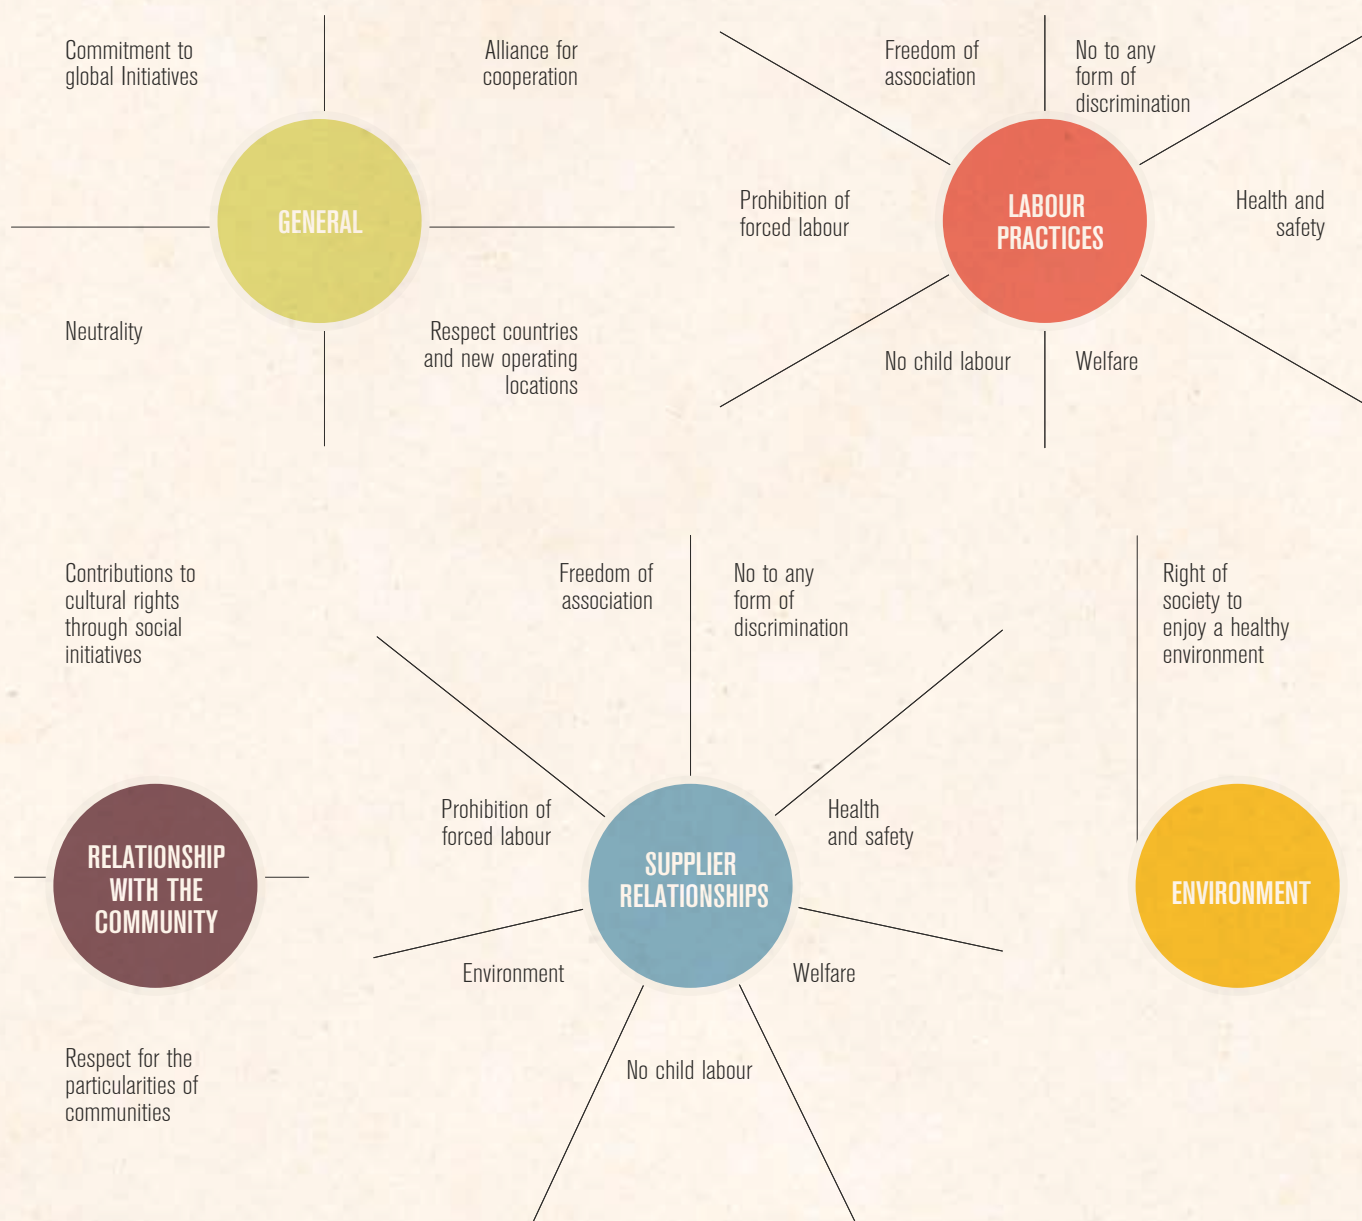 Commitment to
global Initiatives
Alliance for
cooperation
GENERAL
Neutrality
Respect countries
and new operating
locations
Freedom of
association
No to any
form of
discrimination
Prohibition of
forced labour
LABOUR
PRACTICES
Health and
safety
No child labour
Welfare
Contributions to
cultural rights
through social
initiatives
RELATIONSHIP
WITH THE
COMMUNITY
Respect for the
particularities of
communities
Freedom of
association
No to any
form of
discrimination
Prohibition of
forced labour
Health
and safety
SUPPLIER
RELATIONSHIPS
Environment
Welfare
No child labour
Right of
society to
enjoy a healthy
environment
ENVIRONMENT